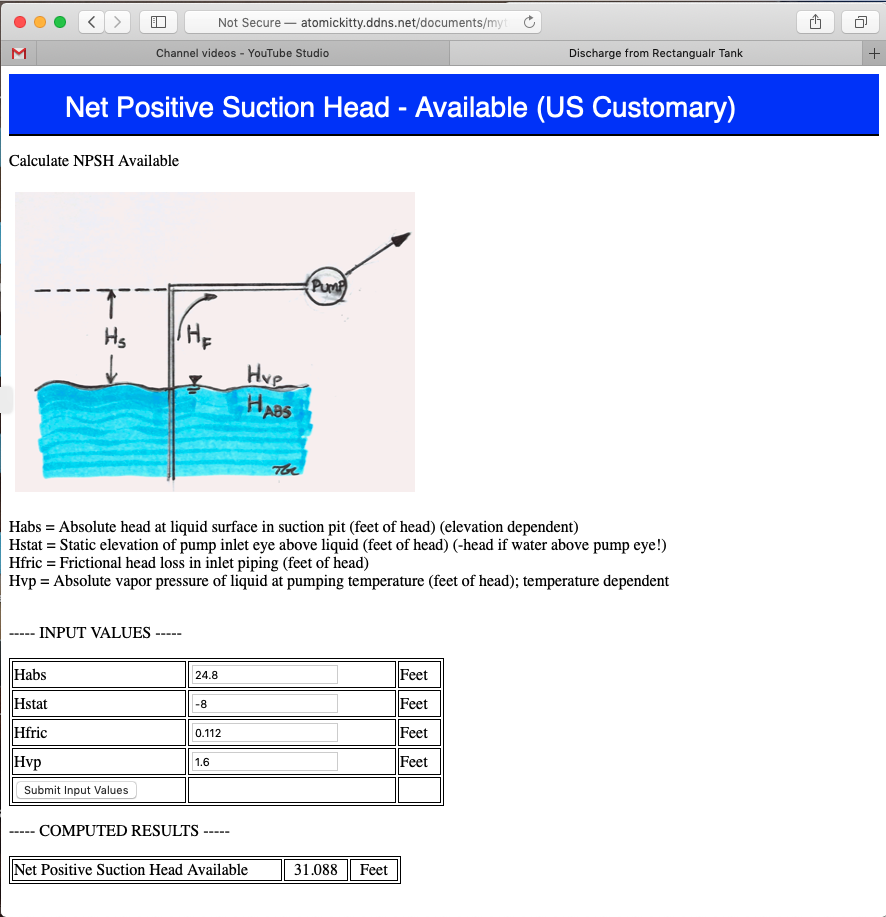 Not Secure — atomickitty.ddns.net/documents/myt
Channel videos - YouTube Studio
Discharge from Rectangualr Tank
Net Positive Suction Head - Available (US Customary)
Calculate NPSH Available
Pump
Hs
HF
Hvp
HABS
Habs = Absolute head at liquid surface in suction pit (feet of head) (elevation dependent)
Hstat = Static elevation of pump inlet eye above liquid (feet of head) (-head if water above pump eye!)
Hfric = Frictional head loss in inlet piping (feet of head)
Hvp = Absolute vapor pressure of liquid at pumping temperature (feet of head); temperature dependent
----- INPUT VALUES -----
Habs 24.8 Feet
Hstat -8 Feet
Hfric 0.112 Feet
Hvp 1.6 Feet
Submit Input Values
----- COMPUTED RESULTS -----
Net Positive Suction Head Available 31.088 Feet